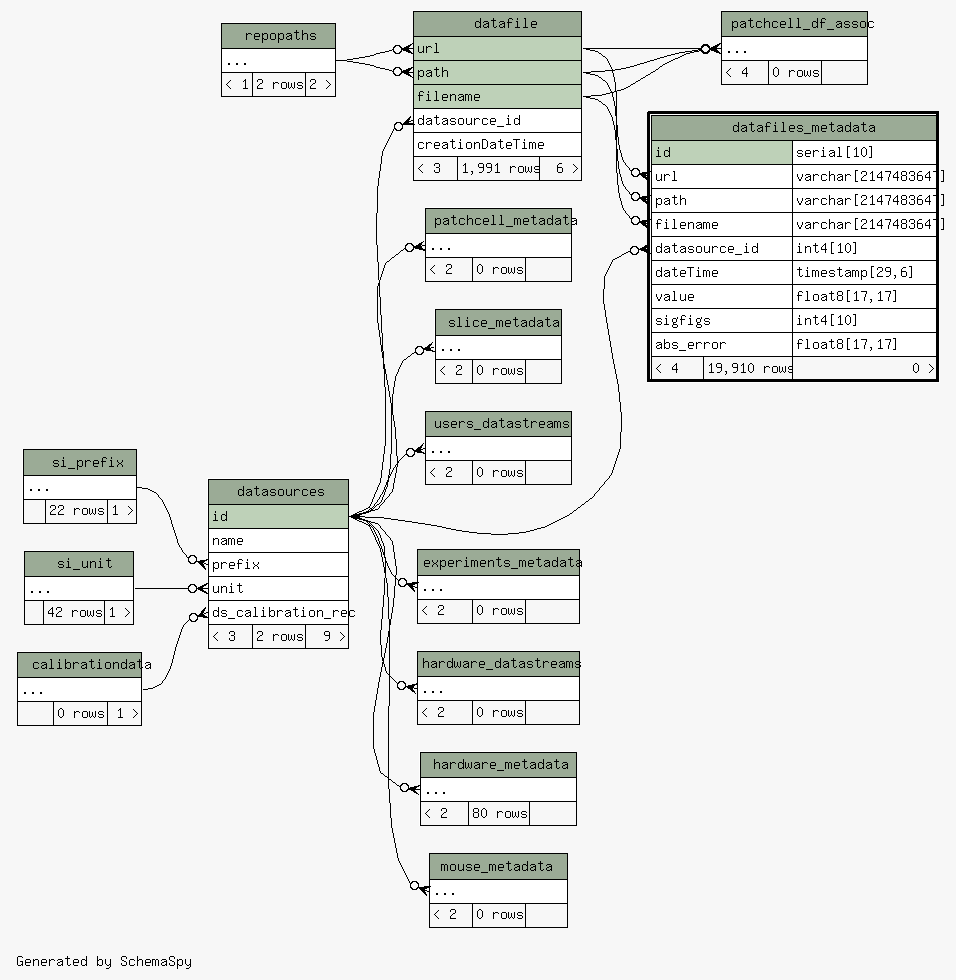 repopaths
...
< 1 2 rows 2 >
datafile
url
path
filename
datasource_id
creationDateTime
< 3 1,991 rows 6 >
patchcell_df_assoc
...
< 4 0 rows
datafiles_metadata
id serial[10]
url varchar[2147483647]
path varchar[2147483647]
filename varchar[2147483647]
datasource_id int4[10]
dateTime timestamp[29,6]
value float8[17,17]
sigfigs int4[10]
abs_error float8[17,17]
< 4 19,910 rows 0 >
patchcell_metadata
...
< 2 0 rows
slice_metadata
...
< 2 0 rows
users_datastreams
...
< 2 0 rows
si_prefix
...
22 rows 1 >
si_unit
...
42 rows 1 >
calibrationdata
...
0 rows 1 >
datasources
id
name
prefix
unit
ds_calibration_rec
< 3 2 rows 9 >
experiments_metadata
...
< 2 0 rows
hardware_datastreams
...
< 2 0 rows
hardware_metadata
...
< 2 80 rows
mouse_metadata
...
< 2 0 rows
Generated by SchemaSpy